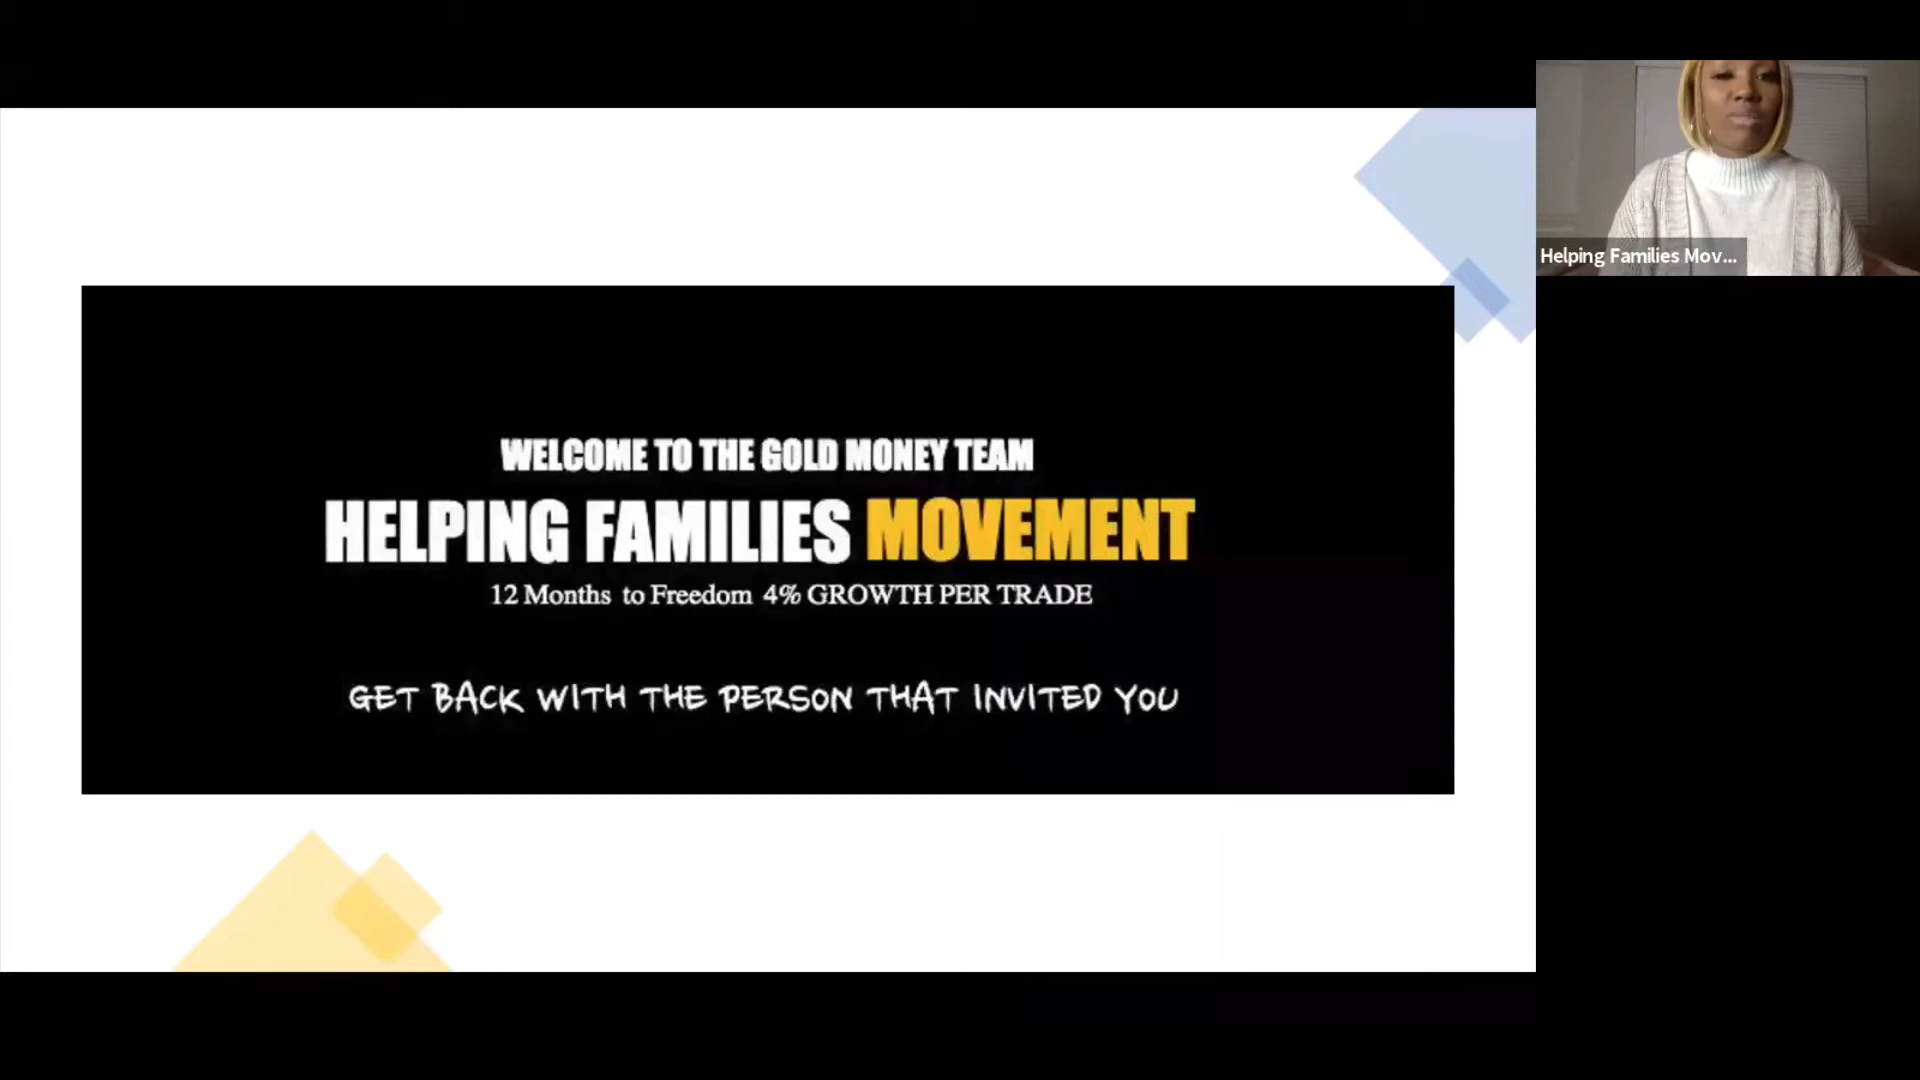 WELCOME TO THE GOLD MONEY TEAM
HELPING FAMILIES MOVEMENT
12 Months to Freedom 4% GROWTH PER TRADE
GET BACK WITH THE PERSON THAT INVITED YOU
Helping Families Mov...